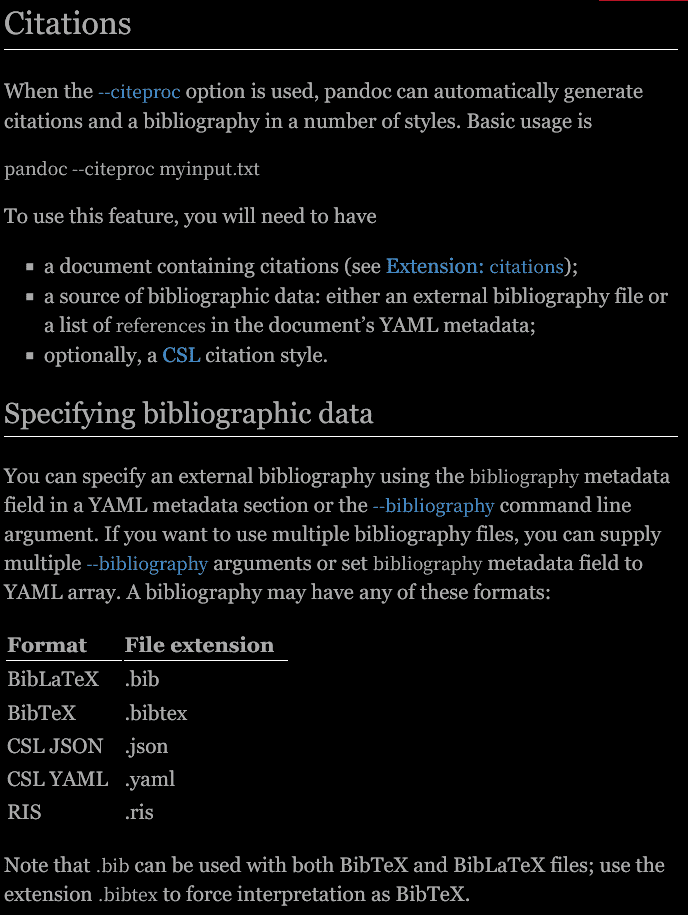 Citations
When the --citeproc option is used, pandoc can automatically generate
citations and a bibliography in a number of styles. Basic usage is
pandoc --citeproc myinput.txt
To use this feature, you will need to have
▪ a document containing citations (see Extension: citations);
▪ a source of bibliographic data: either an external bibliography file or
a list of references in the document’s YAML metadata;
▪ optionally, a CSL citation style.
Specifying bibliographic data
You can specify an external bibliography using the bibliography metadata
field in a YAML metadata section or the --bibliography command line
argument. If you want to use multiple bibliography files, you can supply
multiple --bibliography arguments or set bibliography metadata field to
YAML array. A bibliography may have any of these formats:
Format File extension
BibLaTeX .bib
BibTeX .bibtex
CSL JSON .json
CSL YAML .yaml
RIS .ris
Note that .bib can be used with both BibTeX and BibLaTeX files; use the
extension .bibtex to force interpretation as BibTeX.